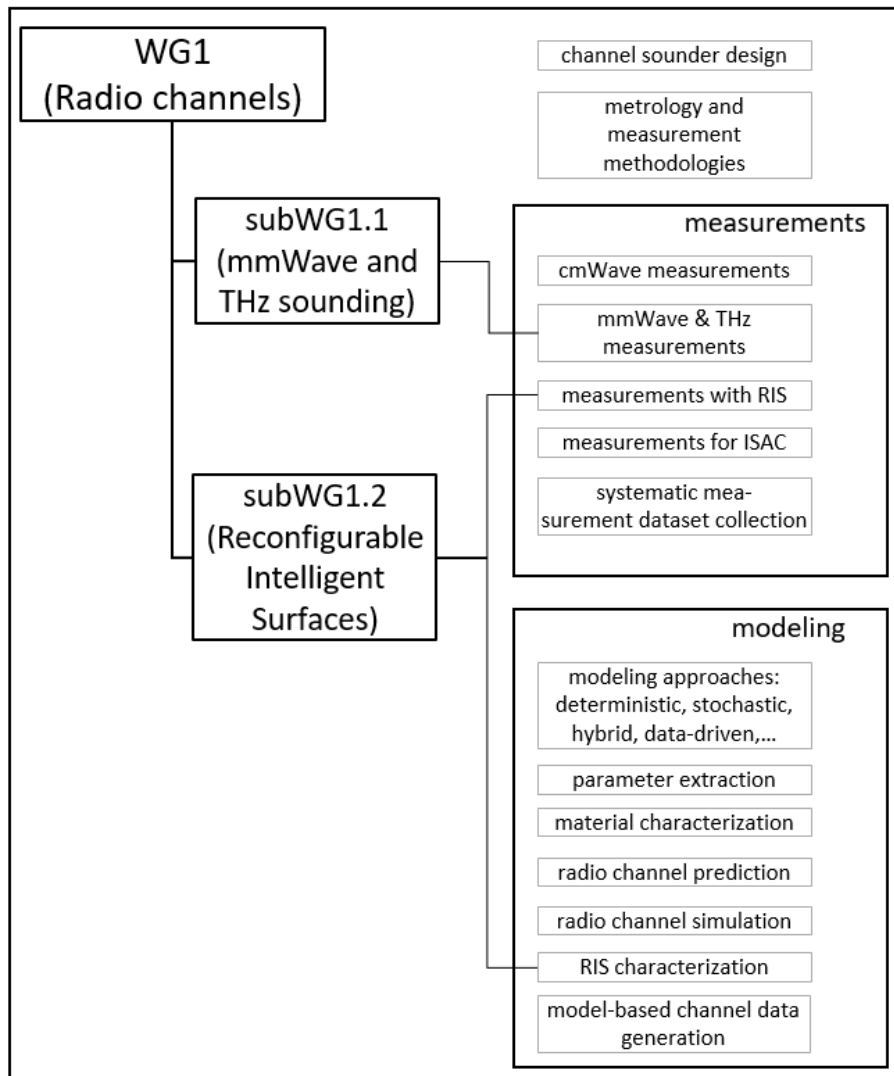 WG1
(Radio channels)
channel sounder design
metrology and
measurement
methodologies
subWG1.1
(mmWave and
THz sounding)
measurements
cmWave measurements
mmWave & THz
measurements
measurements with RIS
measurements for ISAC
systematic mea-
surement dataset collection
subWG1.2
(Reconfigurable
Intelligent
Surfaces)
modeling
modeling approaches:
deterministic, stochastic,
hybrid, data-driven,...
parameter extraction
material characterization
radio channel prediction
radio channel simulation
RIS characterization
model-based channel data
generation